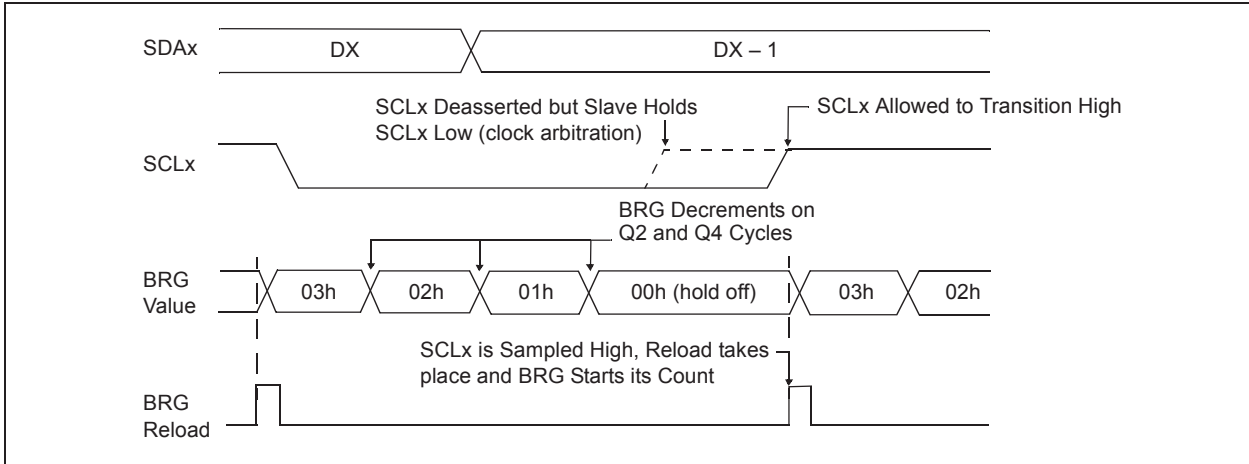 SDAx
DX
DX – 1
SCLx Deasserted but Slave Holds
SCLx Low (clock arbitration)
SCLx Allowed to Transition High
SCLx
BRG Decrements on
Q2 and Q4 Cycles
BRG
Value
03h
02h
01h
00h (hold off)
03h
02h
SCLx is Sampled High, Reload takes
place and BRG Starts its Count
BRG
Reload